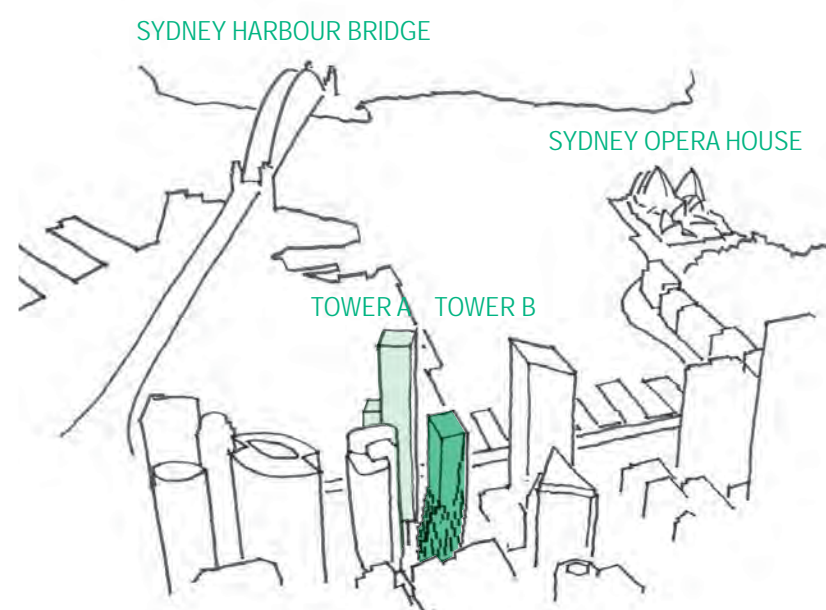 SYDNEY HARBOUR BRIDGE
SYDNEY OPERA HOUSE
TOWER A
TOWER B